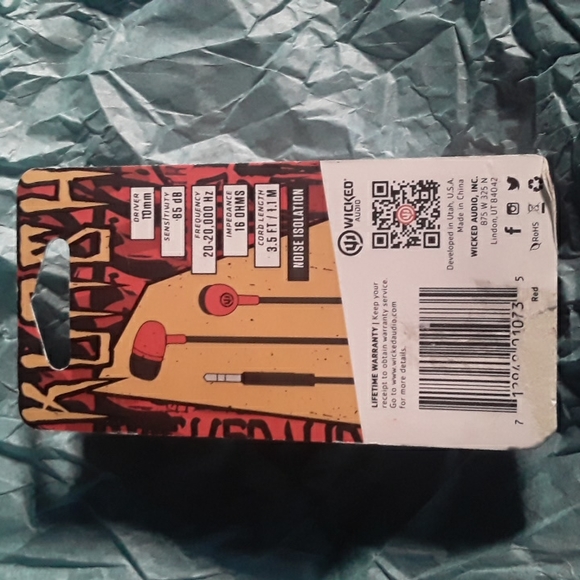 DRIVER
10mm
SENSITIVITY
-85 dB
FREQUENCY
20-20,000 Hz
IMPEDANCE
16 OHMS
CORD LENGTH
3.5 FT / 1.1 M
NOISE ISOLATION
WICKED
AUDIO
Developed in Utah, U.S.A.
Made in China
WICKED AUDIO, INC.
875 W 325 N
Lindon, UT 84042
RoHS
LIFETIME WARRANTY | Keep your
receipt to obtain warranty service.
Go to www.wickedaudio.com
for more details.
Red